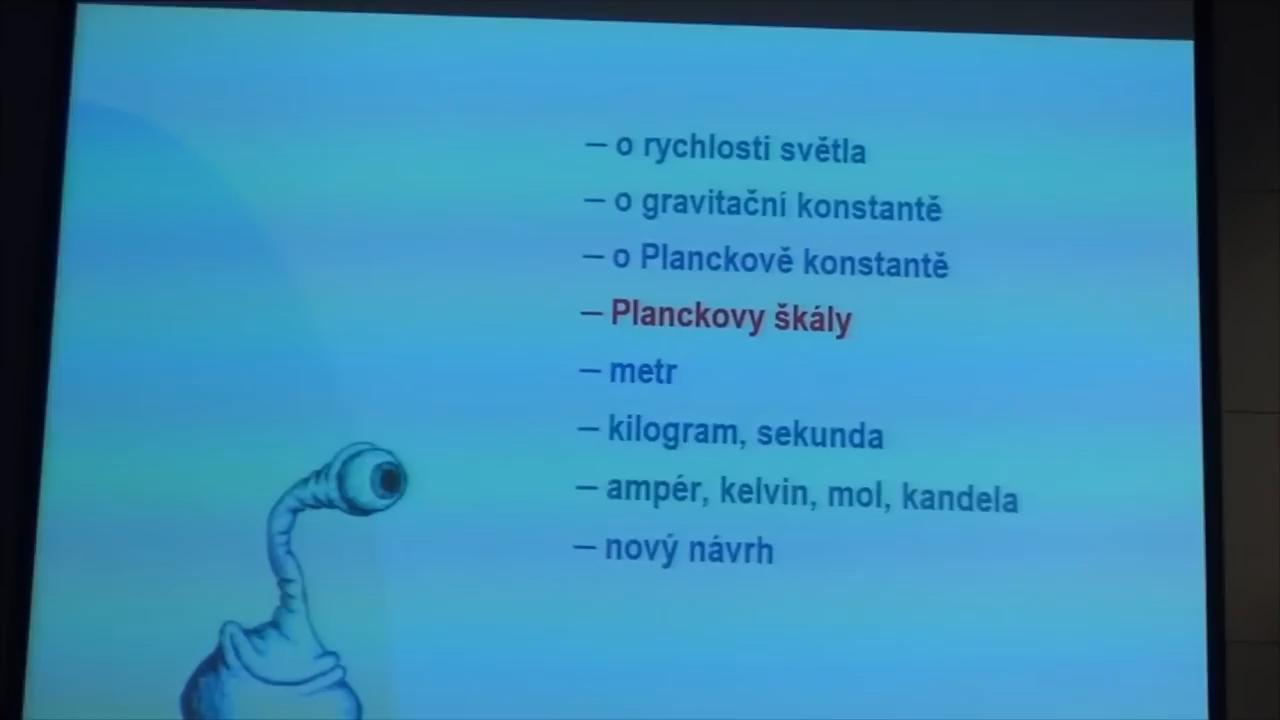 – o rychlosti světla
– o gravitační konstantě
– o Planckově konstantě
– Planckovy škály
– metr
– kilogram, sekunda
– ampér, kelvin, mol, kandela
– nový návrh